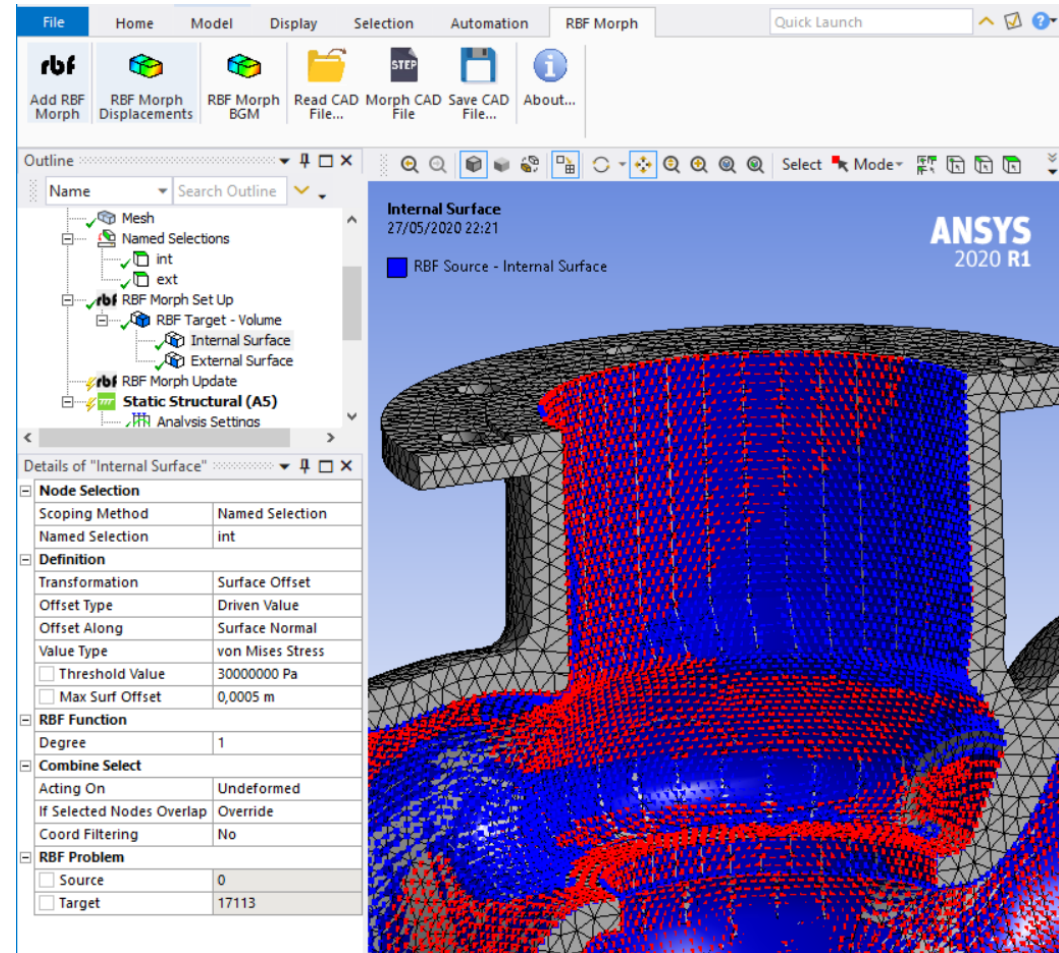 File Home Model Display Selection Automation RBF Morph Quick Launch
rbf STEP i
Add RBF Morph
RBF Morph Displacements
RBF Morph BGM
Read CAD File...
Morph CAD File
Save CAD File...
About...
Outline
Name Search Outline
Select Mode
Mesh
Named Selections
int
ext
rbf RBF Morph Set Up
RBF Target - Volume
Internal Surface
External Surface
rbf RBF Morph Update
Static Structural (A5)
Analysis Settings
Details of "Internal Surface"
Node Selection
Scoping Method Named Selection
Named Selection int
Definition
Transformation Surface Offset
Offset Type Driven Value
Offset Along Surface Normal
Value Type von Mises Stress
Threshold Value 30000000 Pa
Max Surf Offset 0,0005 m
RBF Function
Degree 1
Combine Select
Acting On Undeformed
If Selected Nodes Overlap Override
Coord Filtering No
RBF Problem
Source 0
Target 17113
Internal Surface
27/05/2020 22:21
RBF Source - Internal Surface
ANSYS
2020 R1